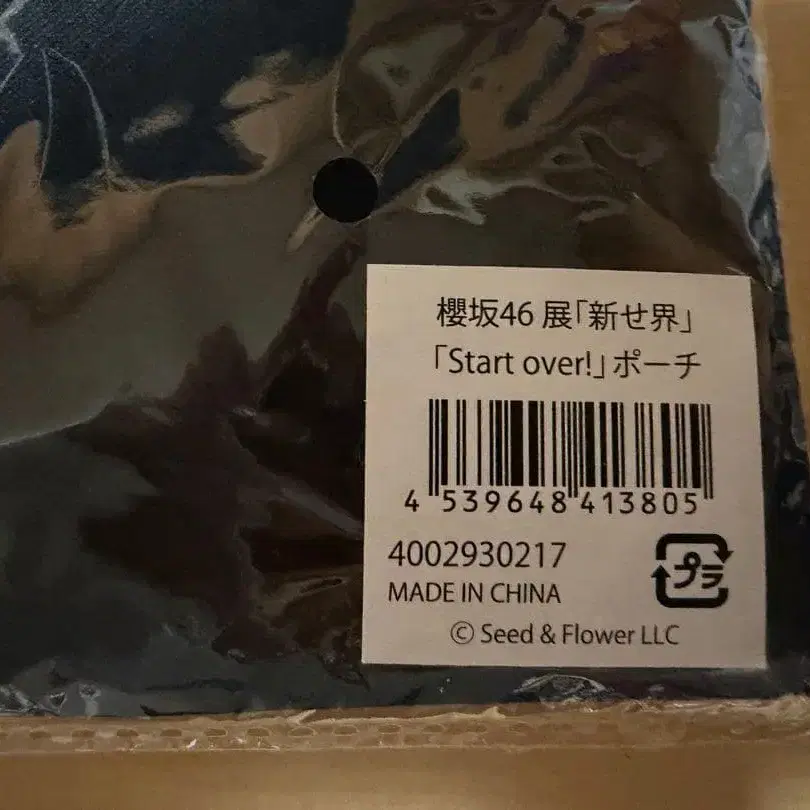 櫻坂46 展「新せ界」
「Start over!」ポーチ
4 539648 413805
4002930217
MADE IN CHINA
プラ
© Seed & Flower LLC